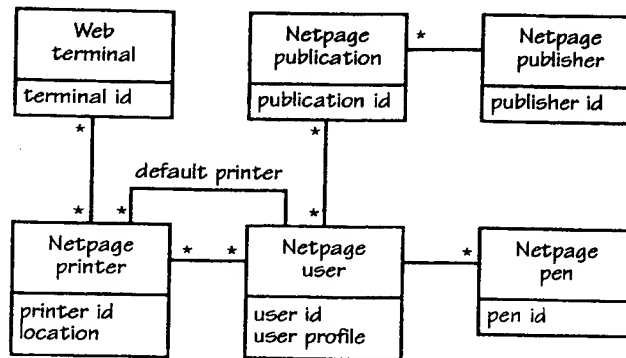 Web
terminal
terminal id
Netpage
publication
publication id
Netpage
publisher
publisher id
*
*
*
default printer
*
*
*
Netpage
printer
printer id
location
*
*
Netpage
user
user id
user profile
*
Netpage
pen
pen id